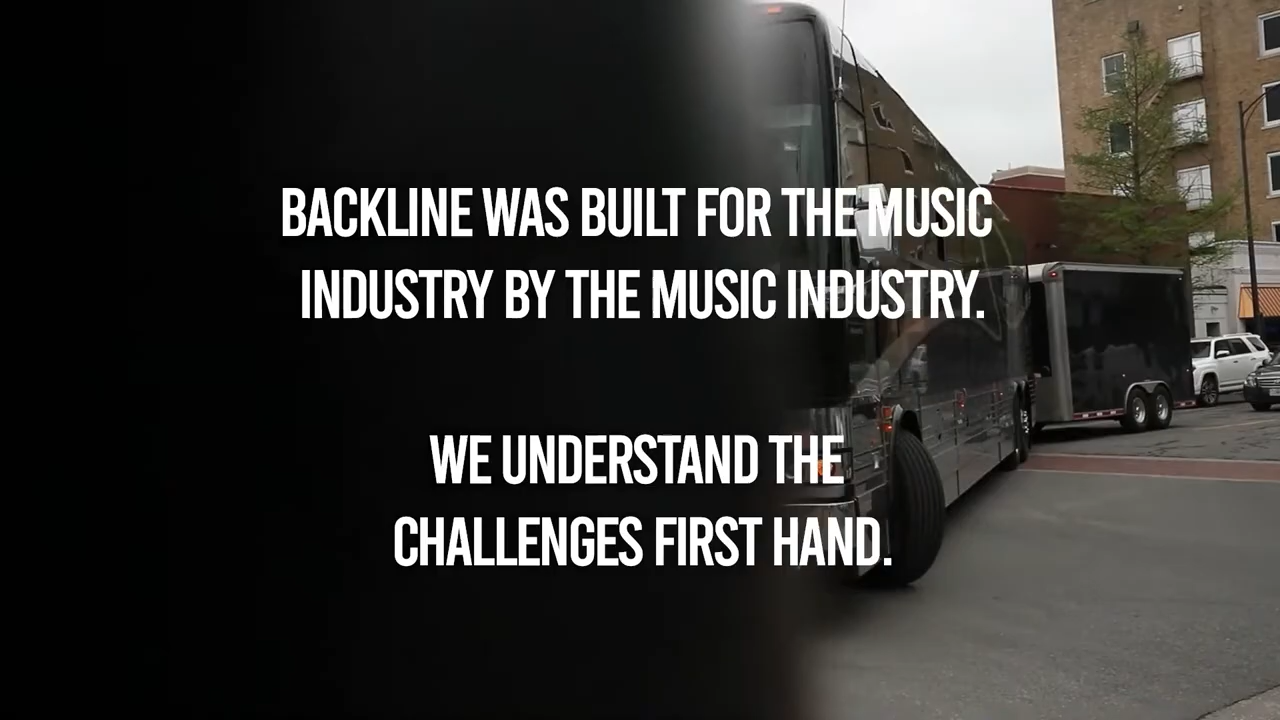 BACKLINE WAS BUILT FOR THE MUSIC
INDUSTRY BY THE MUSIC INDUSTRY.
WE UNDERSTAND THE
CHALLENGES FIRST HAND.